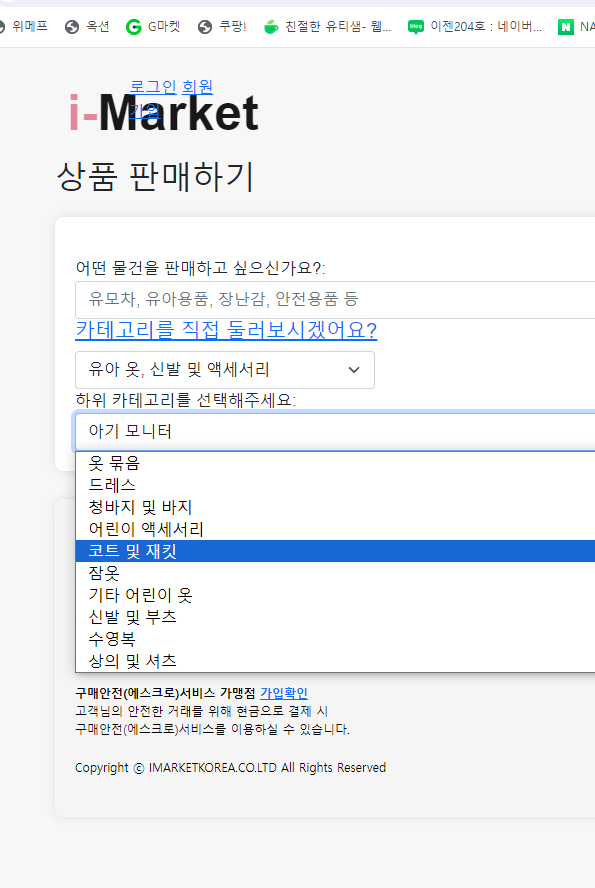 위메프 옥션 G마켓 쿠팡! 친절한 유티샘- 웹... 이젠204호 : 네이버... NA
로그인 회원
가입
i-Market
상품 판매하기
어떤 물건을 판매하고 싶으신가요?:
유모차, 유아용품, 장난감, 안전용품 등
카테고리를 직접 둘러보시겠어요?
유아 옷, 신발 및 액세서리
하위 카테고리를 선택해주세요:
아기 모니터
옷 묶음
드레스
청바지 및 바지
어린이 액세서리
코트 및 재킷
잠옷
기타 어린이 옷
신발 및 부츠
수영복
상의 및 셔츠
구매안전(에스크로)서비스 가맹점 가입확인
고객님의 안전한 거래를 위해 현금으로 결제 시
구매안전(에스크로)서비스를 이용하실 수 있습니다.
Copyright ⓒ IMARKETKOREA.CO.LTD All Rights Reserved